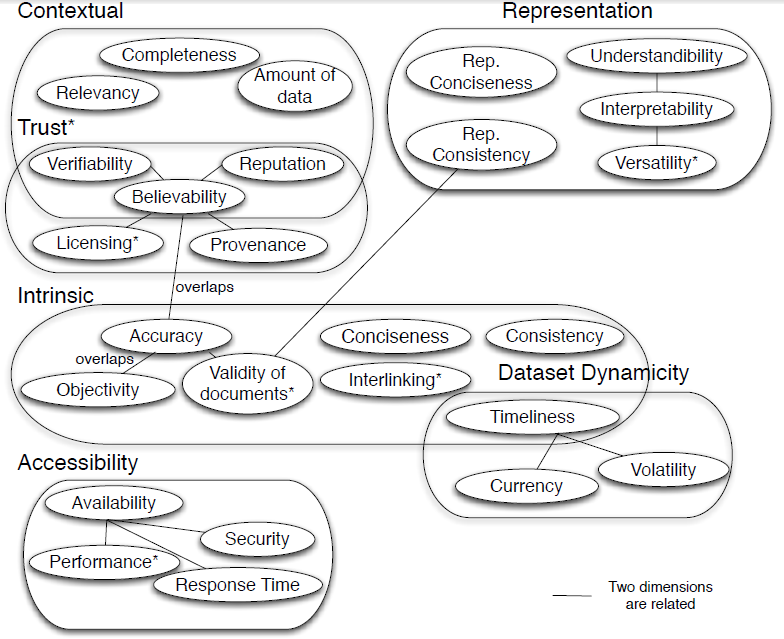 Contextual
Completeness
Relevancy
Amount of
data
Trust*
Verifiability
Reputation
Believability
Licensing*
Provenance
overlaps
Representation
Rep.
Conciseness
Understandibility
Interpretability
Rep.
Consistency
Versatility*
Intrinsic
Accuracy
Conciseness
Consistency
overlaps
Objectivity
Validity of
documents*
Interlinking*
Dataset Dynamicity
Timeliness
Currency
Volatility
Accessibility
Availability
Security
Performance*
Response Time
Two dimensions
are related